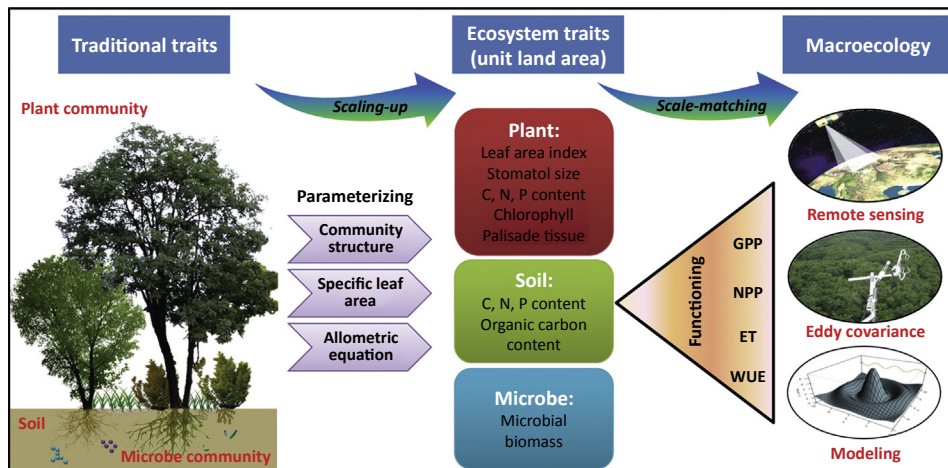 Traditional traits
Ecosystem traits
(unit land area)
Macroecology
Scaling-up
Scale-matching
Plant community
Soil
Microbe community
Parameterizing
Community
structure
Specific leaf
area
Allometric
equation
Plant:
Leaf area index
Stomatol size
C, N, P content
Chlorophyll
Palisade tissue
Soil:
C, N, P content
Organic carbon
content
Microbe:
Microbial
biomass
Functioning
GPP
NPP
ET
WUE
Remote sensing
Eddy covariance
Modeling